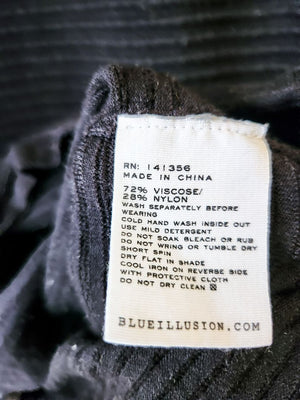 RN: 141356
MADE IN CHINA
72% VISCOSE/
28% NYLON
WASH SEPARATELY BEFORE
WEARING
COLD HAND WASH INSIDE OUT
USE MILD DETERGENT
DO NOT SOAK BLEACH OR RUB
DO NOT WRING OR TUMBLE DRY
SHORT SPIN
DRY FLAT IN SHADE
COOL IRON ON REVERSE SIDE
WITH PROTECTIVE CLOTH
DO NOT DRY CLEAN
BLUEILLUSION.COM